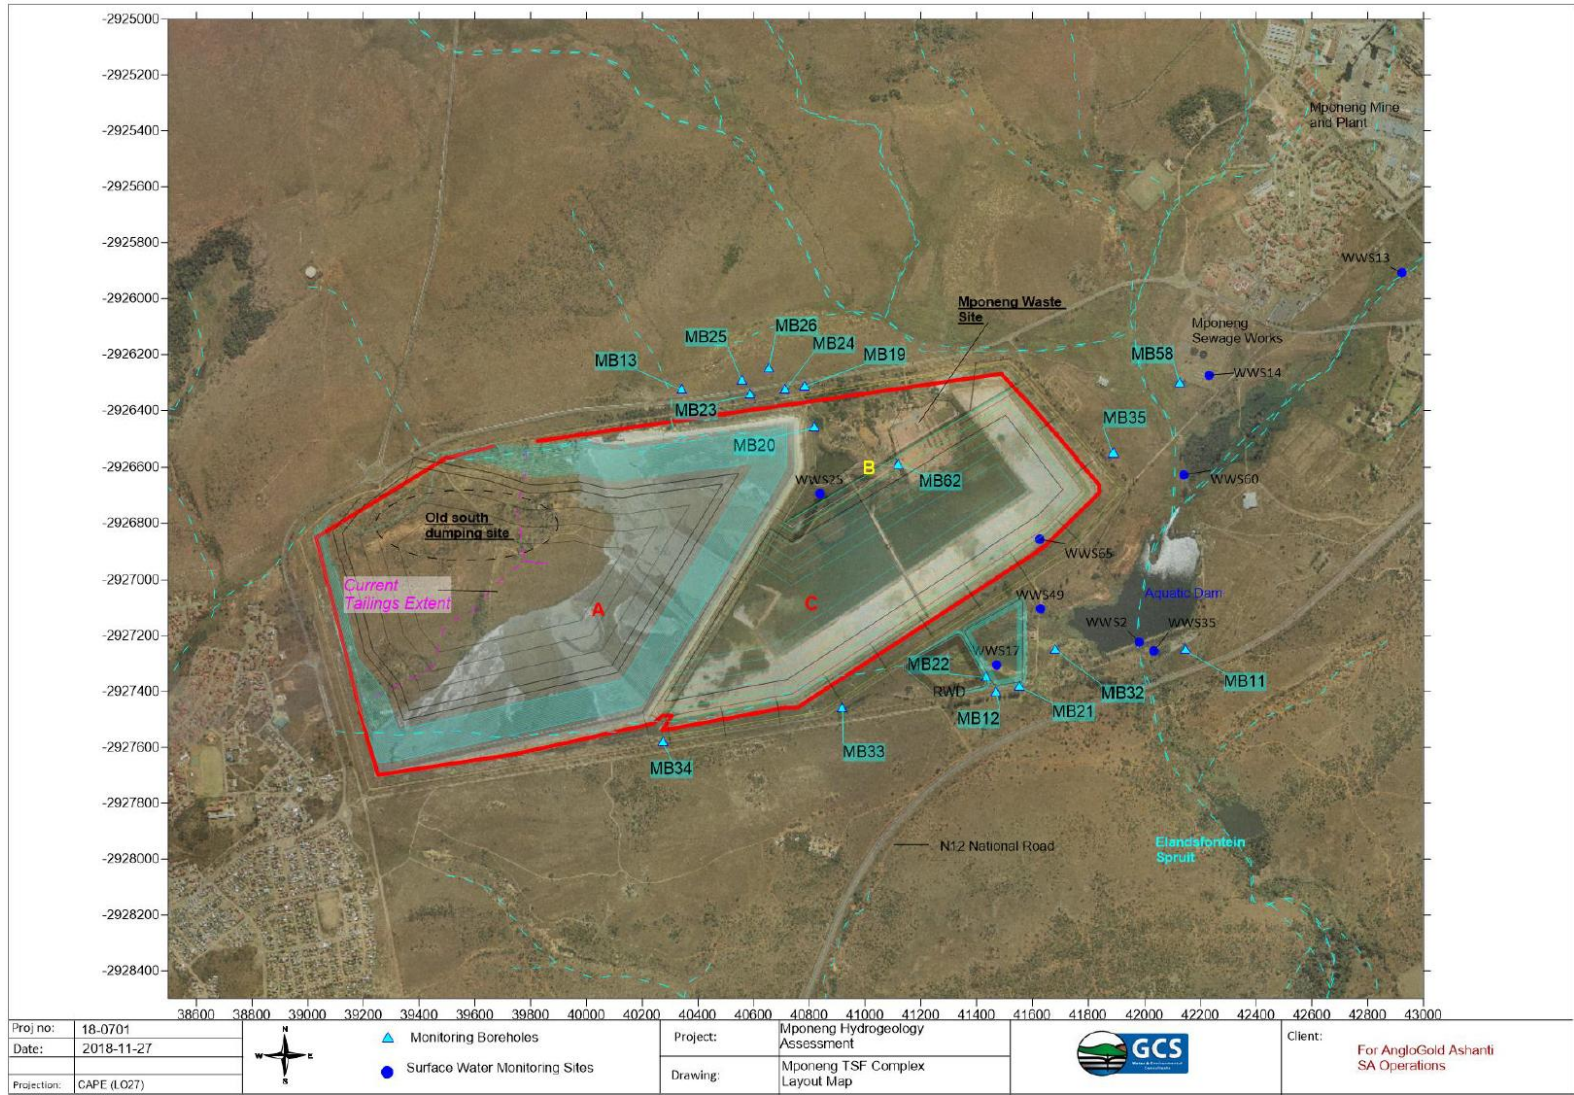 -2925000
-2925200
-2925400
-2925600
-2925800
-2926000
-2926200
-2926400
-2926600
-2926800
-2927000
-2927200
-2927400
-2927600
-2927800
-2928000
-2928200
-2928400
Mponeng Mine
and Plant
WWS13
Mponeng Waste
Site
Mponeng
Sewage Works
MB26
MB25
MB24
MB19
MB13
MB58
WWS14
MB23
MB35
MB20
B
MB62
WWS25
WWS60
Old south
dumping site
WWS65
Current
Tailings Extent
A
C
WWS49
Aquatic Dam
WWS2
WWS35
WWS17
MB22
RWD
MB12
MB21
MB32
MB11
MB33
MB34
N12 National Road
Elandsfontein
Spruit
38600 38800 39000 39200 39400 39600 39800 40000 40200 40400 40600 40800 41000 41200 41400 41600 41800 42000 42200 42400 42600 42800 43000
Proj no: 18-0701
Date: 2018-11-27
Projection: CAPE (LO27)
N
W E
S
Monitoring Boreholes
Surface Water Monitoring Sites
Project: Mponeng Hydrogeology
Assessment
Drawing: Mponeng TSF Complex
Layout Map
GCS
Client:
For AngloGold Ashanti
SA Operations